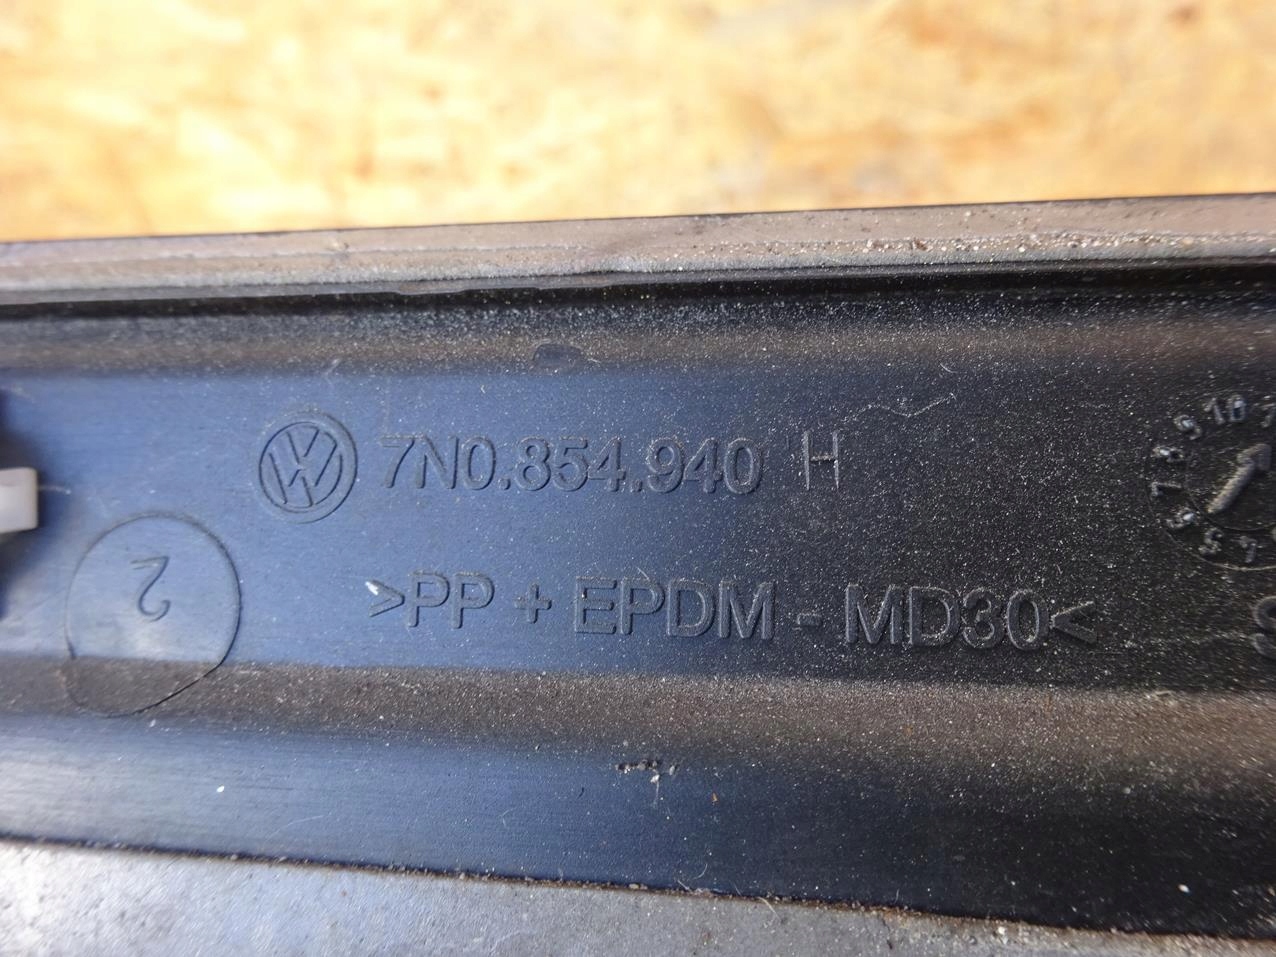 7N0.854.940 H
>PP + EPDM - MD30<
2